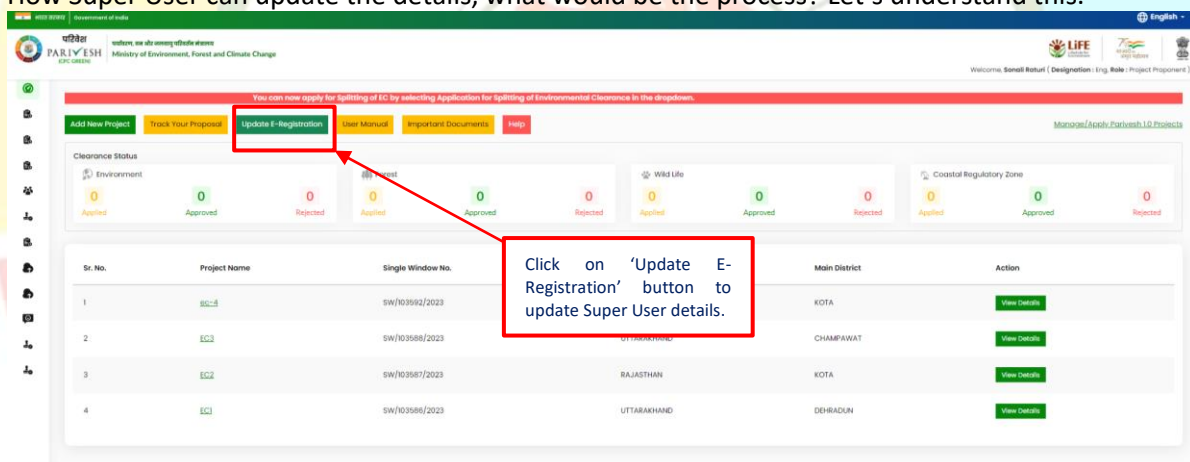 How Super User can update the details, what would be the process? Let's understand this.
भारत सरकार Government of India
English
परिवेश
PARIVESH
(CPC GREEN)
पर्यावरण, वन और जलवायु परिवर्तन मंत्रालय
Ministry of Environment, Forest and Climate Change
LiFE
Welcome, Sonali Raturi ( Designation : Eng, Role : Project Proponent )
You can now apply for Splitting of EC by selecting Application for Splitting of Environmental Clearance in the dropdown.
Add New Project Track Your Proposal Update E-Registration User Manual Important Documents Help Manage/Apply Parivesh 1.0 Projects
Clearance Status
Environment Forest Wild Life Coastal Regulatory Zone
0 0 0 0 0 0 0 0 0 0 0 0
Applied Approved Rejected Applied Approved Rejected Applied Approved Rejected Applied Approved Rejected
Click on 'Update E-
Registration' button to
update Super User details.
Sr. No. Project Name Single Window No. Main District Action
1 ec-4 SW/103592/2023 KOTA View Details
2 EC3 SW/103588/2023 UTTARAKHAND CHAMPAWAT View Details
3 EC2 SW/103587/2023 RAJASTHAN KOTA View Details
4 EC1 SW/103586/2023 UTTARAKHAND DEHRADUN View Details